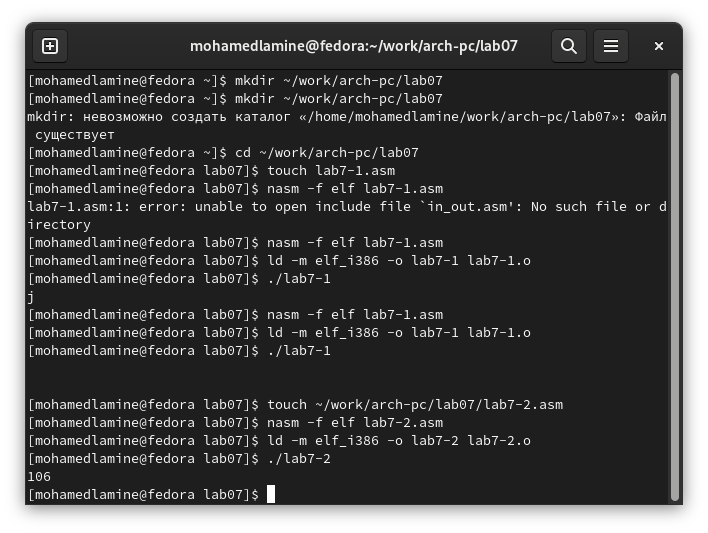 mohamedlamine@fedora:~/work/arch-pc/lab07
[mohamedlamine@fedora ~]$ mkdir ~/work/arch-pc/lab07
[mohamedlamine@fedora ~]$ mkdir ~/work/arch-pc/lab07
mkdir: невозможно создать каталог «/home/mohamedlamine/work/arch-pc/lab07»: Файл
 существует
[mohamedlamine@fedora ~]$ cd ~/work/arch-pc/lab07
[mohamedlamine@fedora lab07]$ touch lab7-1.asm
[mohamedlamine@fedora lab07]$ nasm -f elf lab7-1.asm
lab7-1.asm:1: error: unable to open include file `in_out.asm': No such file or d
irectory
[mohamedlamine@fedora lab07]$ nasm -f elf lab7-1.asm
[mohamedlamine@fedora lab07]$ ld -m elf_i386 -o lab7-1 lab7-1.o
[mohamedlamine@fedora lab07]$ ./lab7-1
j
[mohamedlamine@fedora lab07]$ nasm -f elf lab7-1.asm
[mohamedlamine@fedora lab07]$ ld -m elf_i386 -o lab7-1 lab7-1.o
[mohamedlamine@fedora lab07]$ ./lab7-1


[mohamedlamine@fedora lab07]$ touch ~/work/arch-pc/lab07/lab7-2.asm
[mohamedlamine@fedora lab07]$ nasm -f elf lab7-2.asm
[mohamedlamine@fedora lab07]$ ld -m elf_i386 -o lab7-2 lab7-2.o
[mohamedlamine@fedora lab07]$ ./lab7-2
106
[mohamedlamine@fedora lab07]$